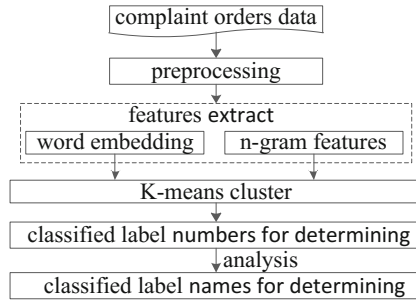 complaint orders data
preprocessing
features extract
word embedding n-gram features
K-means cluster
classified label numbers for determining
analysis
classified label names for determining